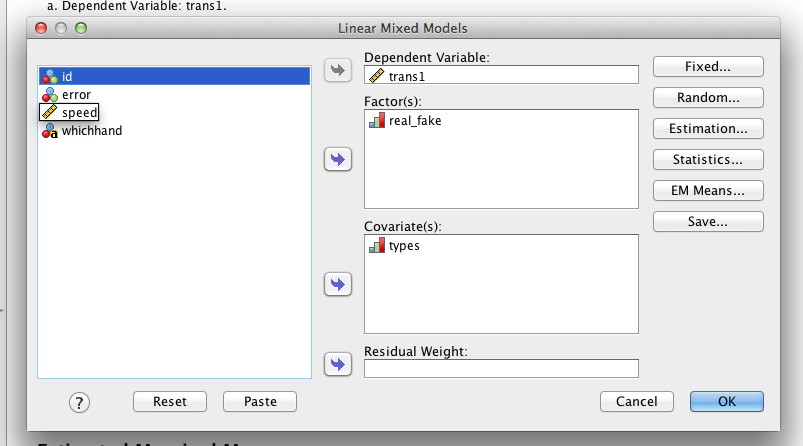 a. Dependent Variable: trans1.
Linear Mixed Models
id
error
speed
whichhand
Dependent Variable:
trans1
Factor(s):
real_fake
Covariate(s):
types
Residual Weight:
Fixed...
Random...
Estimation...
Statistics...
EM Means...
Save...
?
Reset
Paste
Cancel
OK